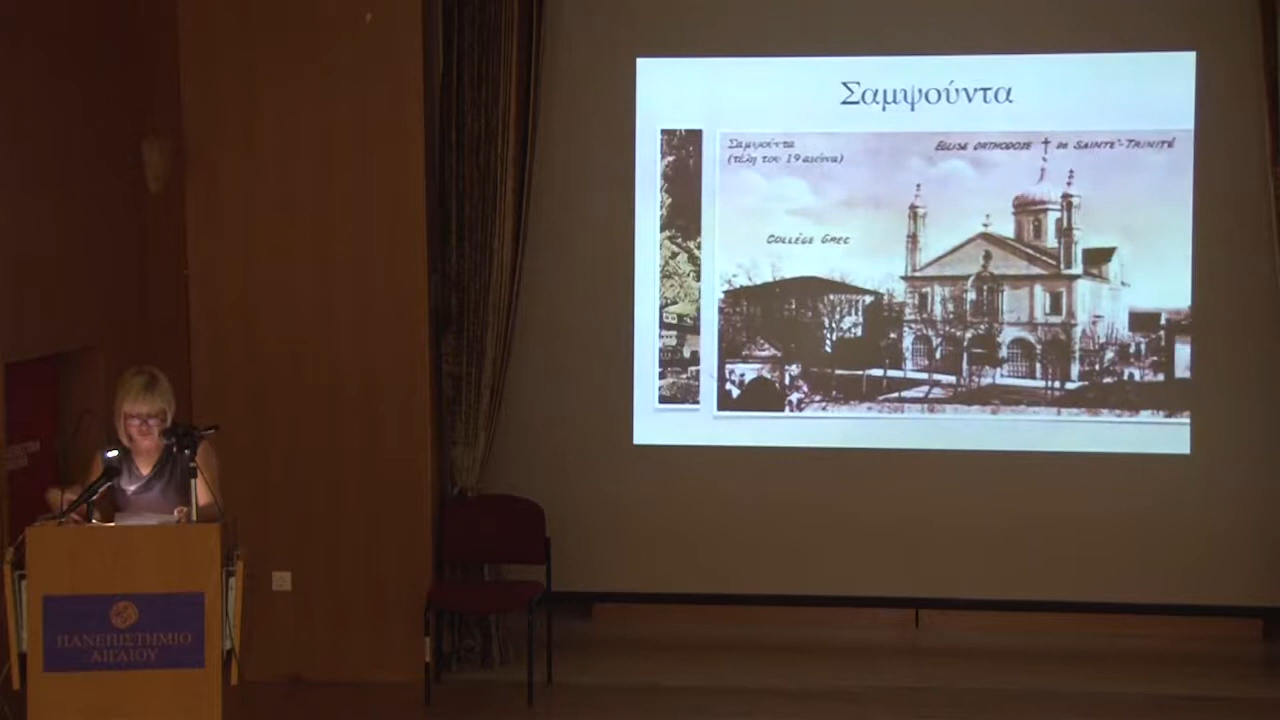 Σαμψούντα
Σαμψούντα
(τέλη του 19 αιώνα)
EGLISE ORTHODOXE DE SAINTE-TRINITÉ
COLLÈGE GREC
ΠΑΝΕΠΙΣΤΗΜΙΟ
ΑΙΓΑΙΟΥ